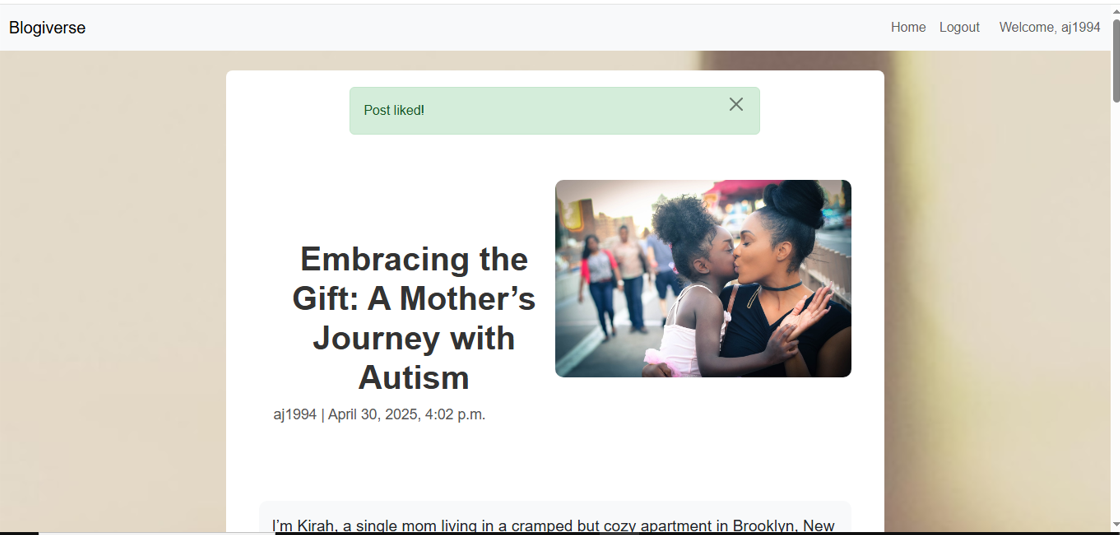 Blogiverse
Home Logout Welcome, aj1994
Post liked!
Embracing the
Gift: A Mother’s
Journey with
Autism
aj1994 | April 30, 2025, 4:02 p.m.
I’m Kirah, a single mom living in a cramped but cozy apartment in Brooklyn, New